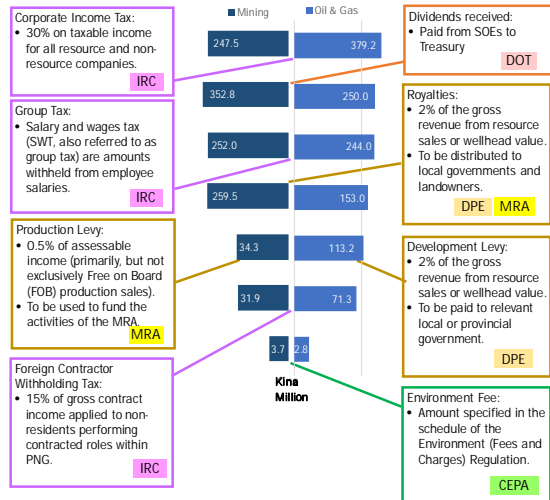 Corporate Income Tax:
• 30% on taxable income
for all resource and non-
resource companies.
IRC
Group Tax:
• Salary and wages tax
(SWT, also referred to as
group tax) are amounts
withheld from employee
salaries.
IRC
Production Levy:
• 0.5% of assessable
income (primarily, but not
exclusively Free on Board
(FOB) production sales).
• To be used to fund the
activities of the MRA.
MRA
Foreign Contractor
Withholding Tax:
• 15% of gross contract
income applied to non-
residents performing
contracted roles within
PNG.
IRC
Mining
Oil & Gas
247.5
379.2
352.8
250.0
252.0
244.0
259.5
153.0
34.3
113.2
31.9
71.3
3.7
2.8
Kina
Million
Dividends received:
• Paid from SOEs to
Treasury
DOT
Royalties:
• 2% of the gross
revenue from resource
sales or wellhead value.
• To be distributed to
local governments and
landowners.
DPE
MRA
Development Levy:
• 2% of the gross
revenue from resource
sales or wellhead value.
• To be paid to relevant
local or provincial
government.
DPE
Environment Fee:
• Amount specified in the
schedule of the
Environment (Fees and
Charges) Regulation.
CEPA